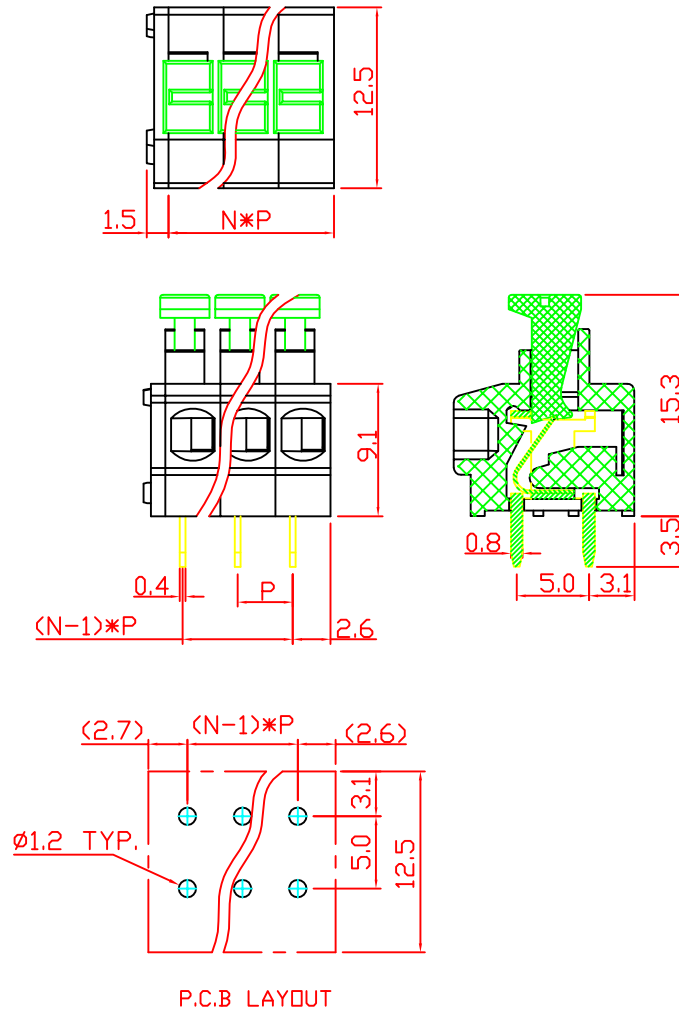 12.5
1.5
N*P
9.1
15.3
3.5
0.8
5.0
3.1
0.4
P
(N-1)*P
2.6
(2.7)
(N-1)*P
(2.6)
3.1
5.0
12.5
Ø1.2 TYP.
P.C.B LAYOUT